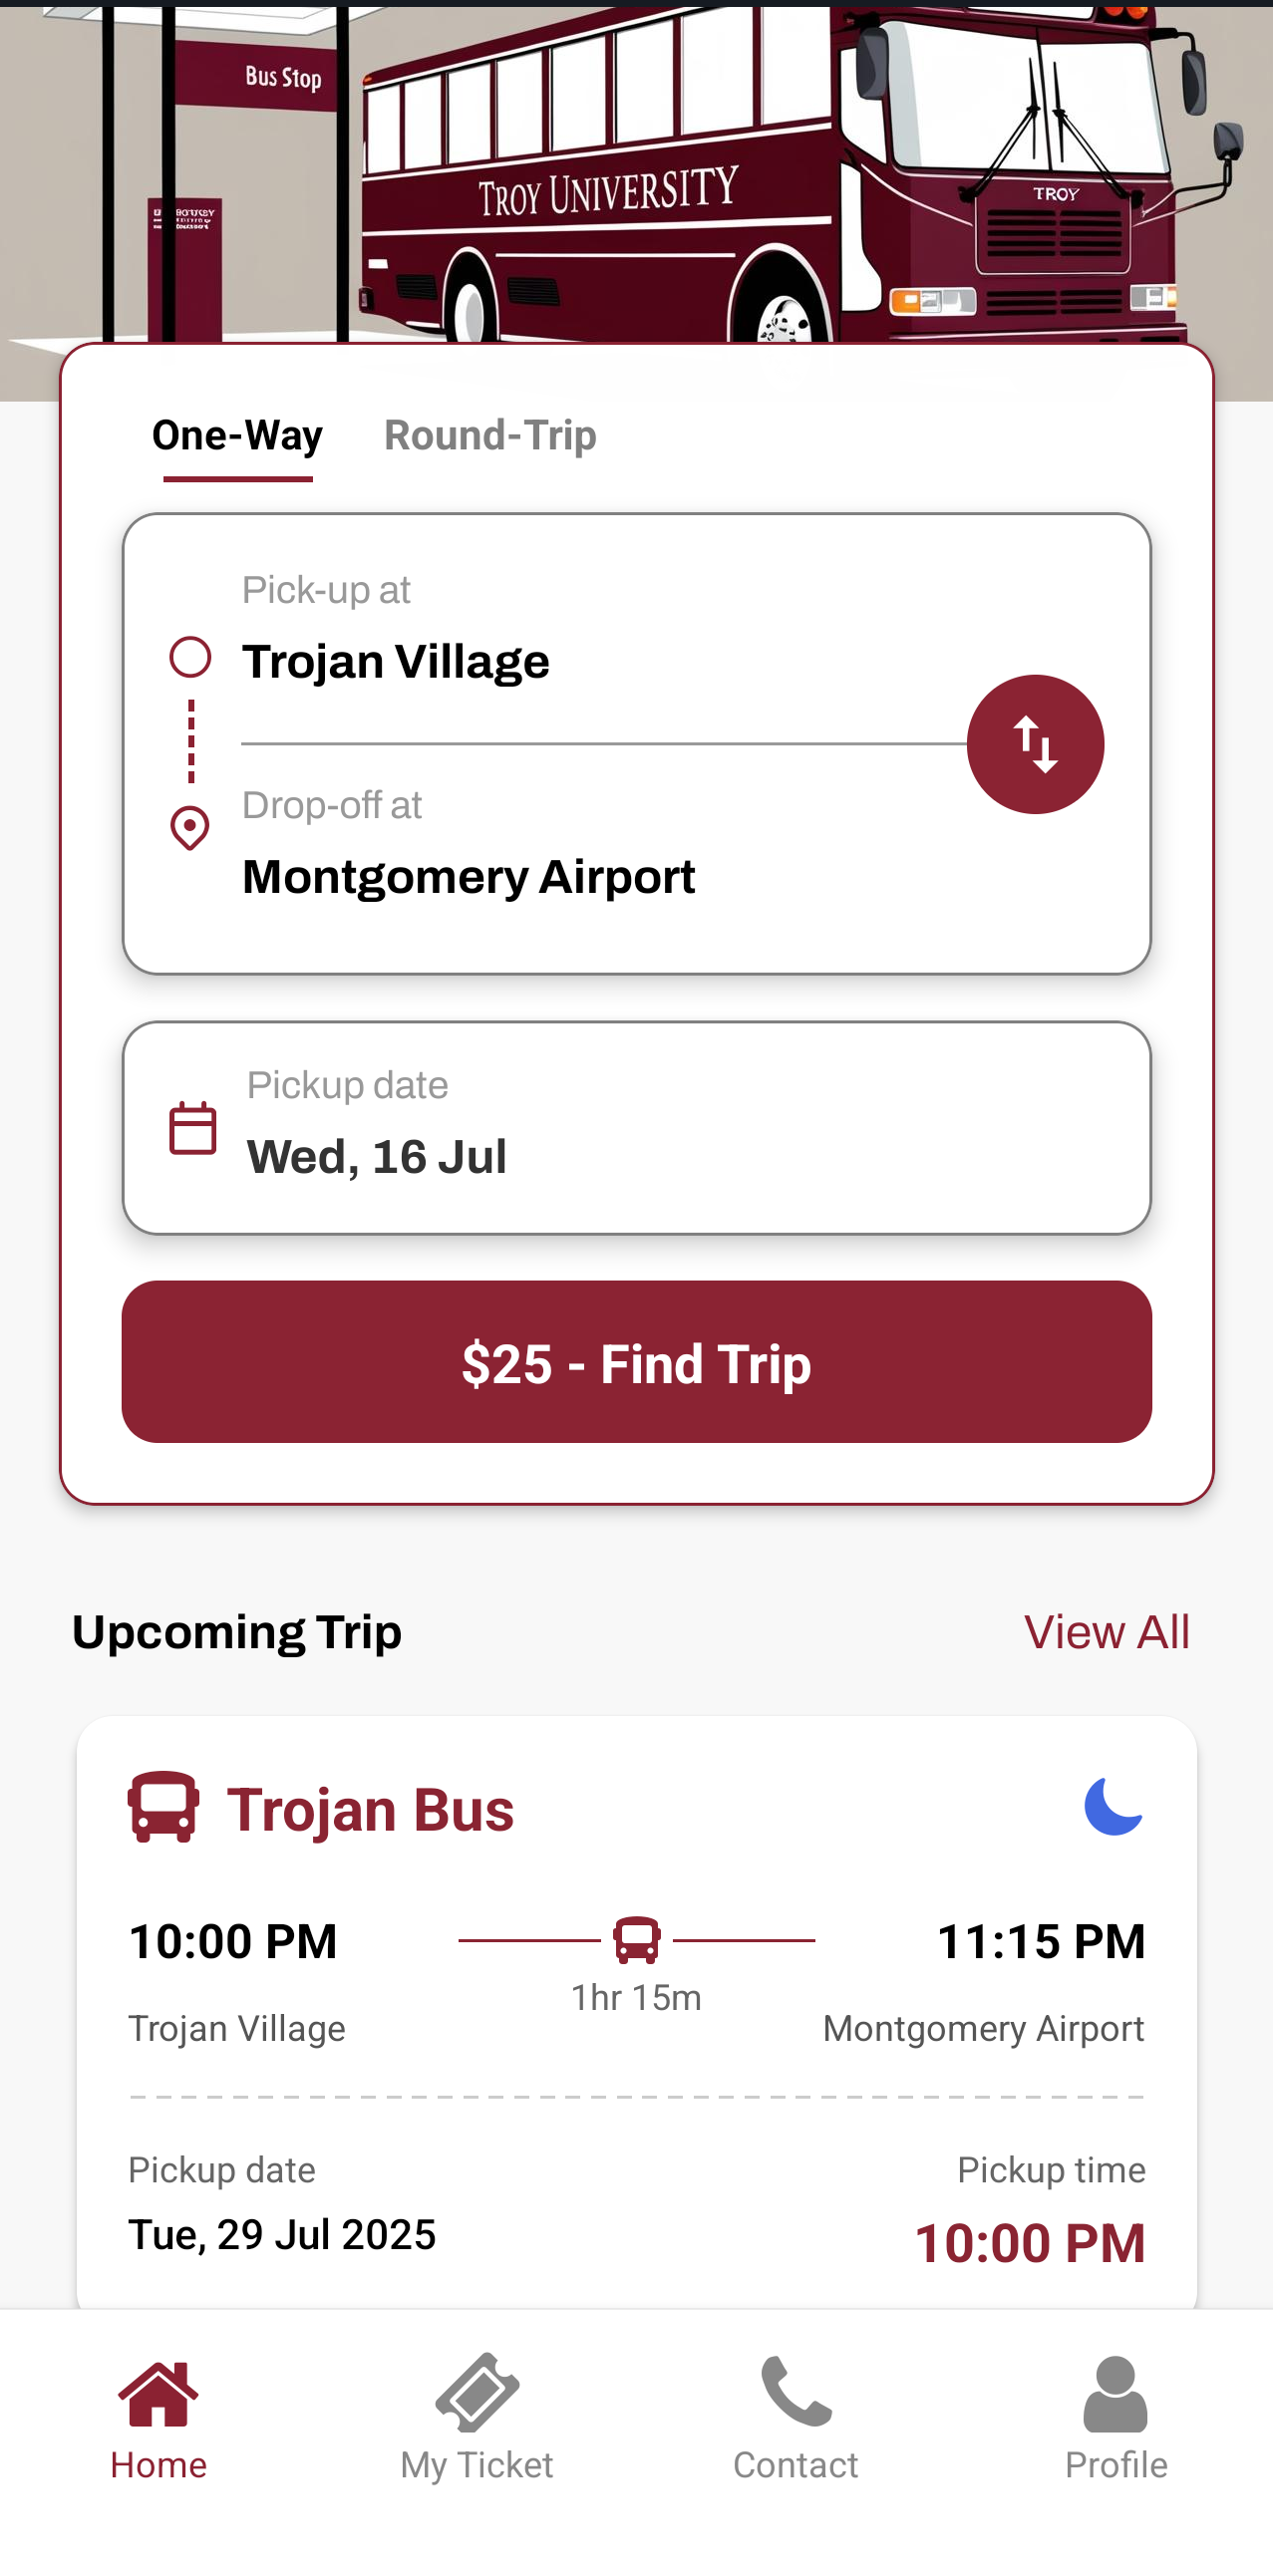 Bus Stop
TROY UNIVERSITY
TROY
One-Way Round-Trip
Pick-up at
Trojan Village
Drop-off at
Montgomery Airport
Pickup date
Wed, 16 Jul
$25 - Find Trip
Upcoming Trip View All
Trojan Bus
10:00 PM 11:15 PM
1hr 15m
Trojan Village Montgomery Airport
Pickup date Pickup time
Tue, 29 Jul 2025 10:00 PM
Home My Ticket Contact Profile